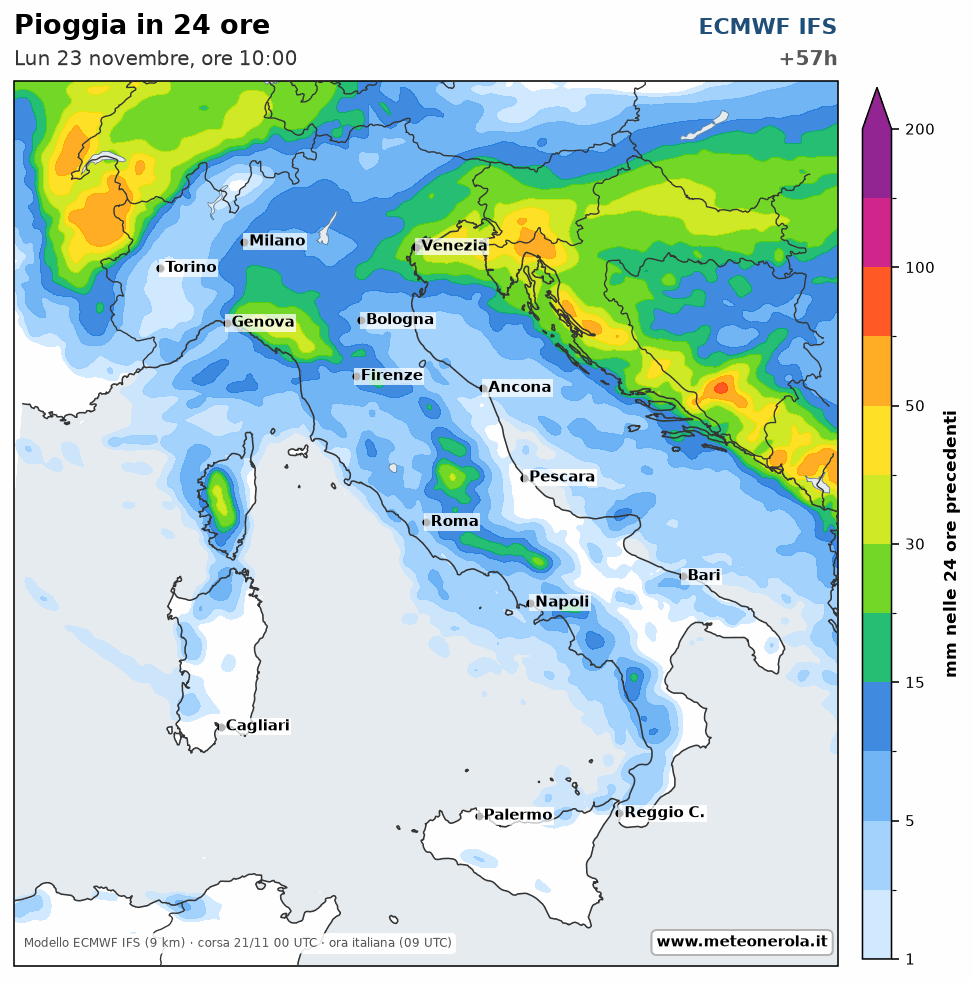 Pioggia in 24 ore
ECMWF IFS
Lun 23 novembre, ore 10:00
+57h
200
100
50
30
15
5
1
mm nelle 24 ore precedenti
Milano
Venezia
Torino
Genova
Bologna
Firenze
Ancona
Pescara
Roma
Bari
Napoli
Cagliari
Palermo
Reggio C.
Modello ECMWF IFS (9 km) · corsa 21/11 00 UTC · ora italiana (09 UTC)
www.meteonerola.it